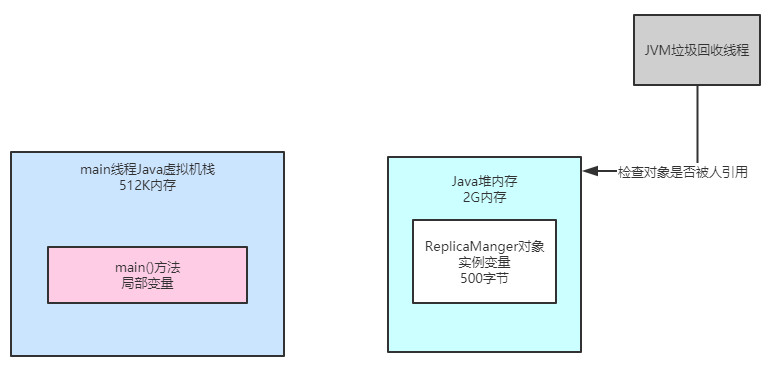 JVM垃圾回收线程
main线程Java虚拟机栈
512K内存
main()方法
局部变量
Java堆内存
2G内存
ReplicaManger对象
实例变量
500字节
检查对象是否被人引用